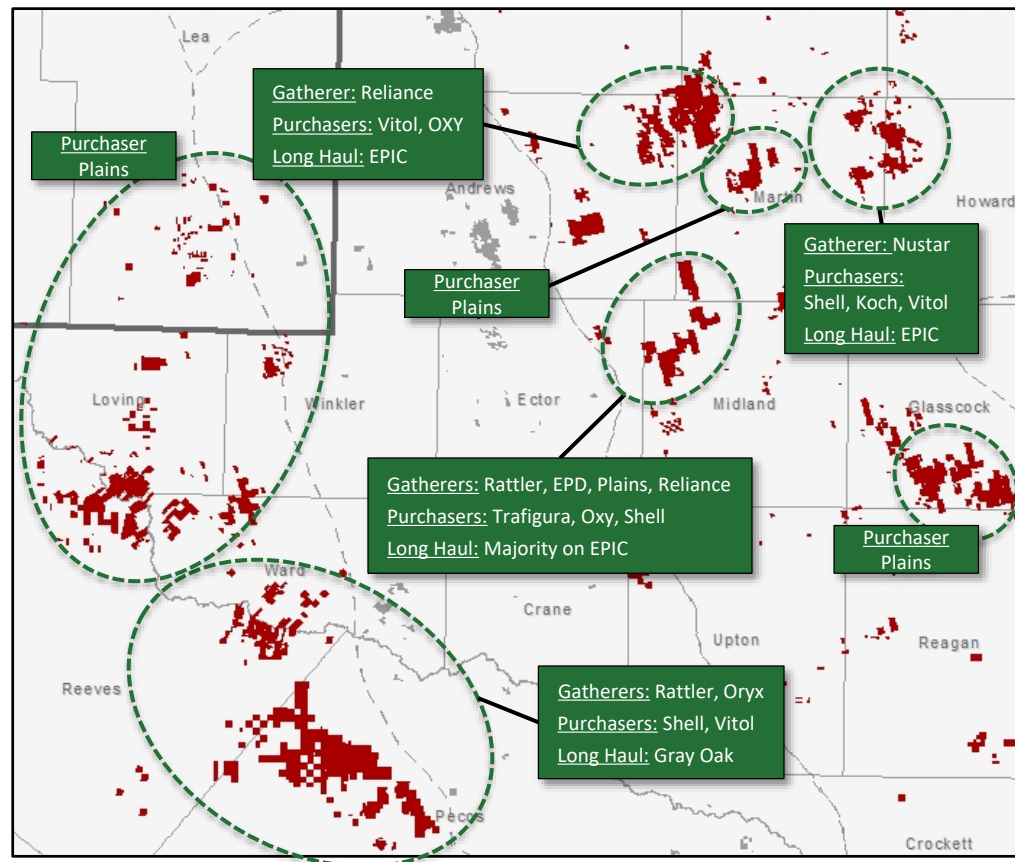 Lea
Gatherer: Reliance
Purchasers: Vitol, OXY
Long Haul: EPIC
Purchaser
Plains
Andrews
Martin
Howard
Gatherer: Nustar
Purchasers:
Shell, Koch, Vitol
Long Haul: EPIC
Purchaser
Plains
Loving
Winkler
Ector
Midland
Glasscock
Gatherers: Rattler, EPD, Plains, Reliance
Purchasers: Trafigura, Oxy, Shell
Long Haul: Majority on EPIC
Purchaser
Plains
Ward
Crane
Upton
Reagan
Reeves
Gatherers: Rattler, Oryx
Purchasers: Shell, Vitol
Long Haul: Gray Oak
Pecos
Crockett